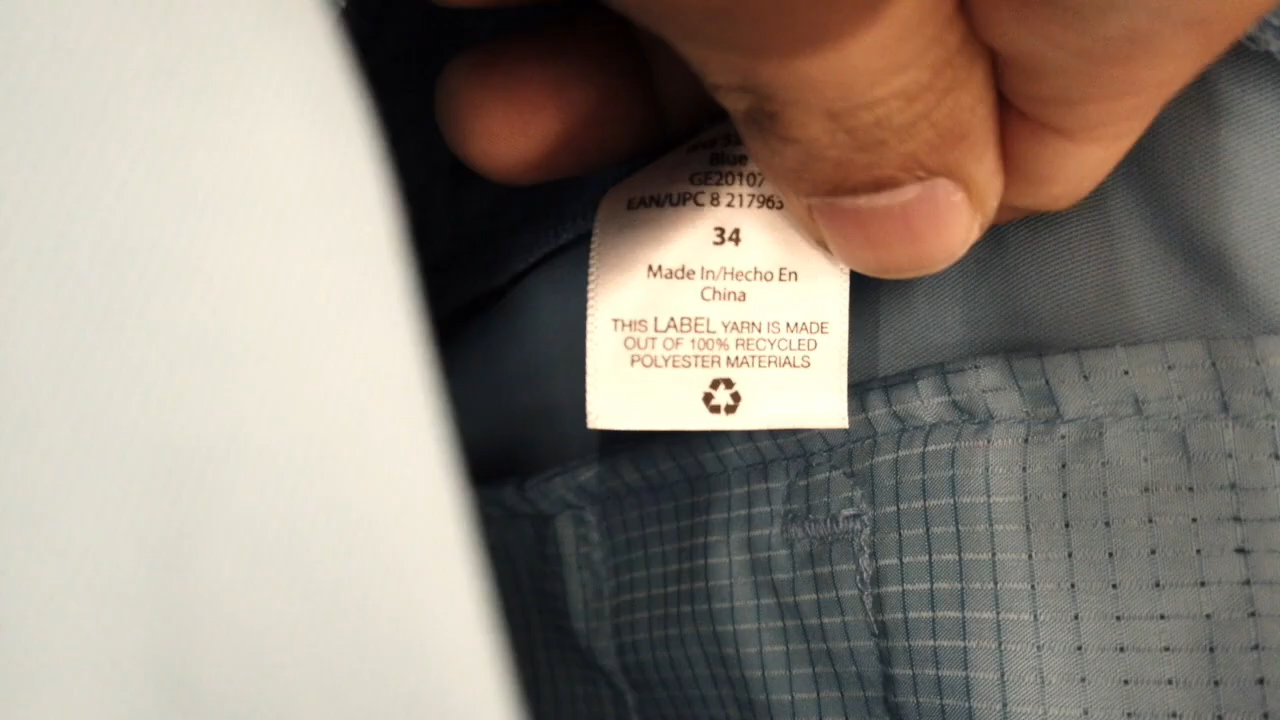 Blue
GE20107
EAN/UPC 8 217963
34
Made In/Hecho En
China
THIS LABEL YARN IS MADE
OUT OF 100% RECYCLED
POLYESTER MATERIALS